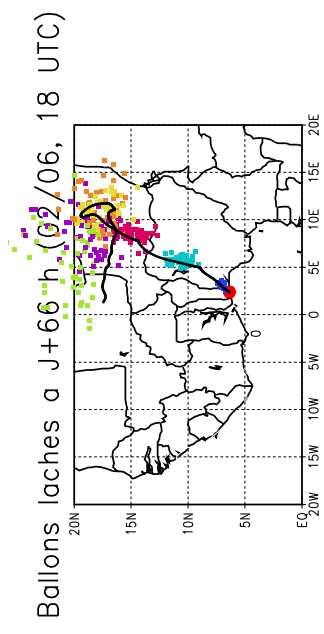 Ballons laches a J+66 h (02/06, 18 UTC)
20N
15N
10N
5N
EQ
20W 15W 10W 5W 0 5E 10E 15E 20E
0